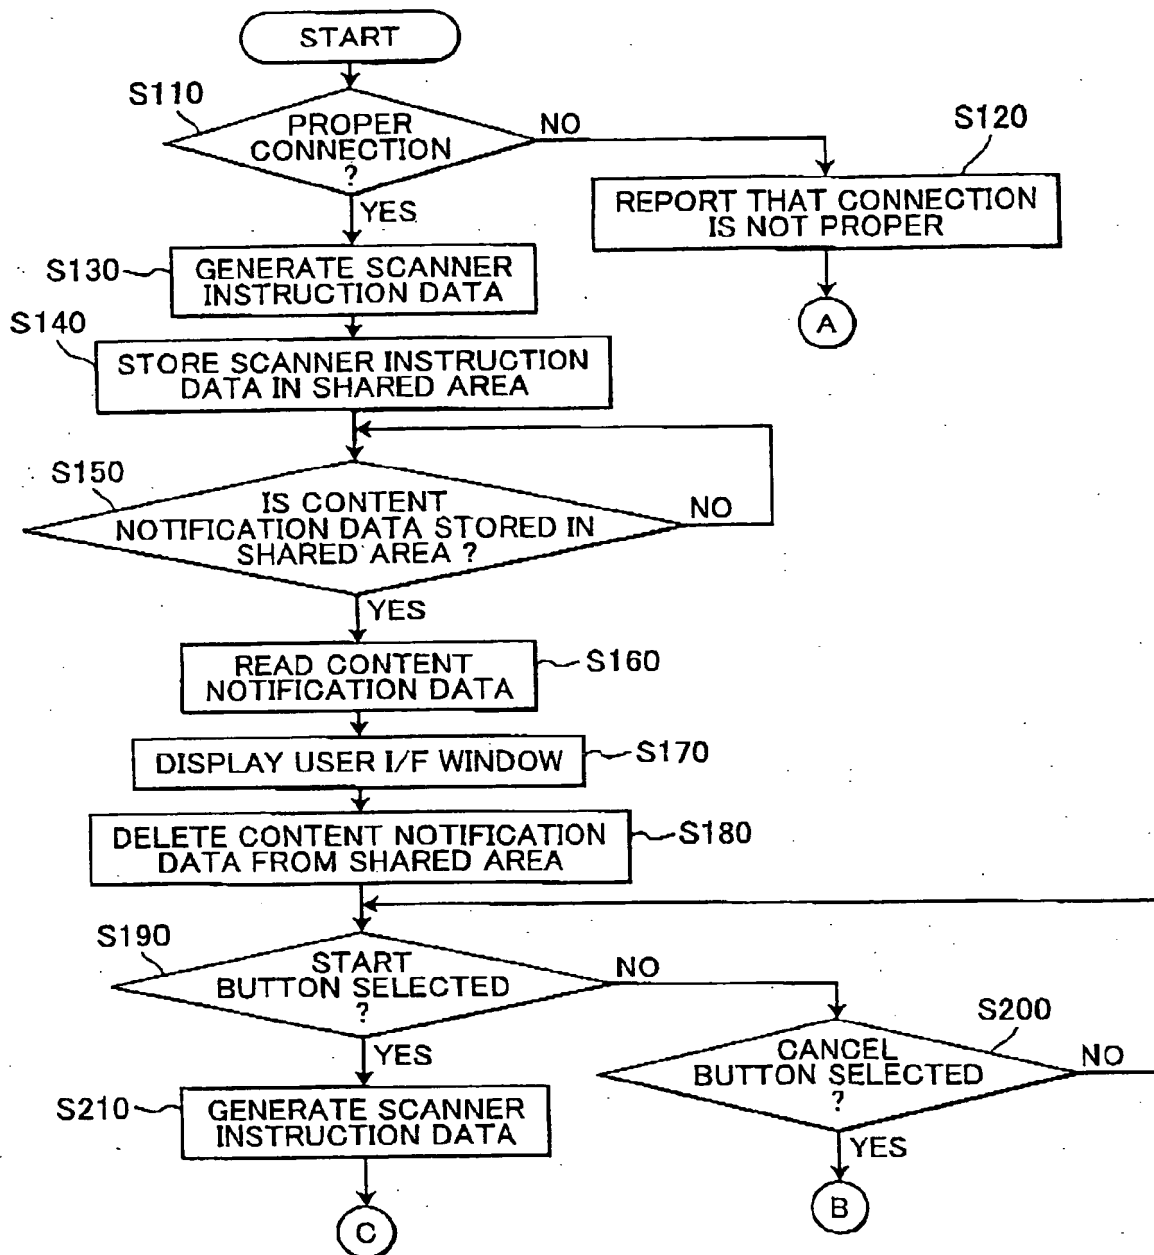 START
S110
PROPER
CONNECTION
?
NO
YES
S120
REPORT THAT CONNECTION
IS NOT PROPER
A
S130
GENERATE SCANNER
INSTRUCTION DATA
S140
STORE SCANNER INSTRUCTION
DATA IN SHARED AREA
S150
IS CONTENT
NOTIFICATION DATA STORED IN
SHARED AREA ?
NO
YES
READ CONTENT
NOTIFICATION DATA
S160
DISPLAY USER I/F WINDOW
S170
DELETE CONTENT NOTIFICATION
DATA FROM SHARED AREA
S180
S190
START
BUTTON SELECTED
?
NO
YES
S200
CANCEL
BUTTON SELECTED
?
NO
YES
B
S210
GENERATE SCANNER
INSTRUCTION DATA
C